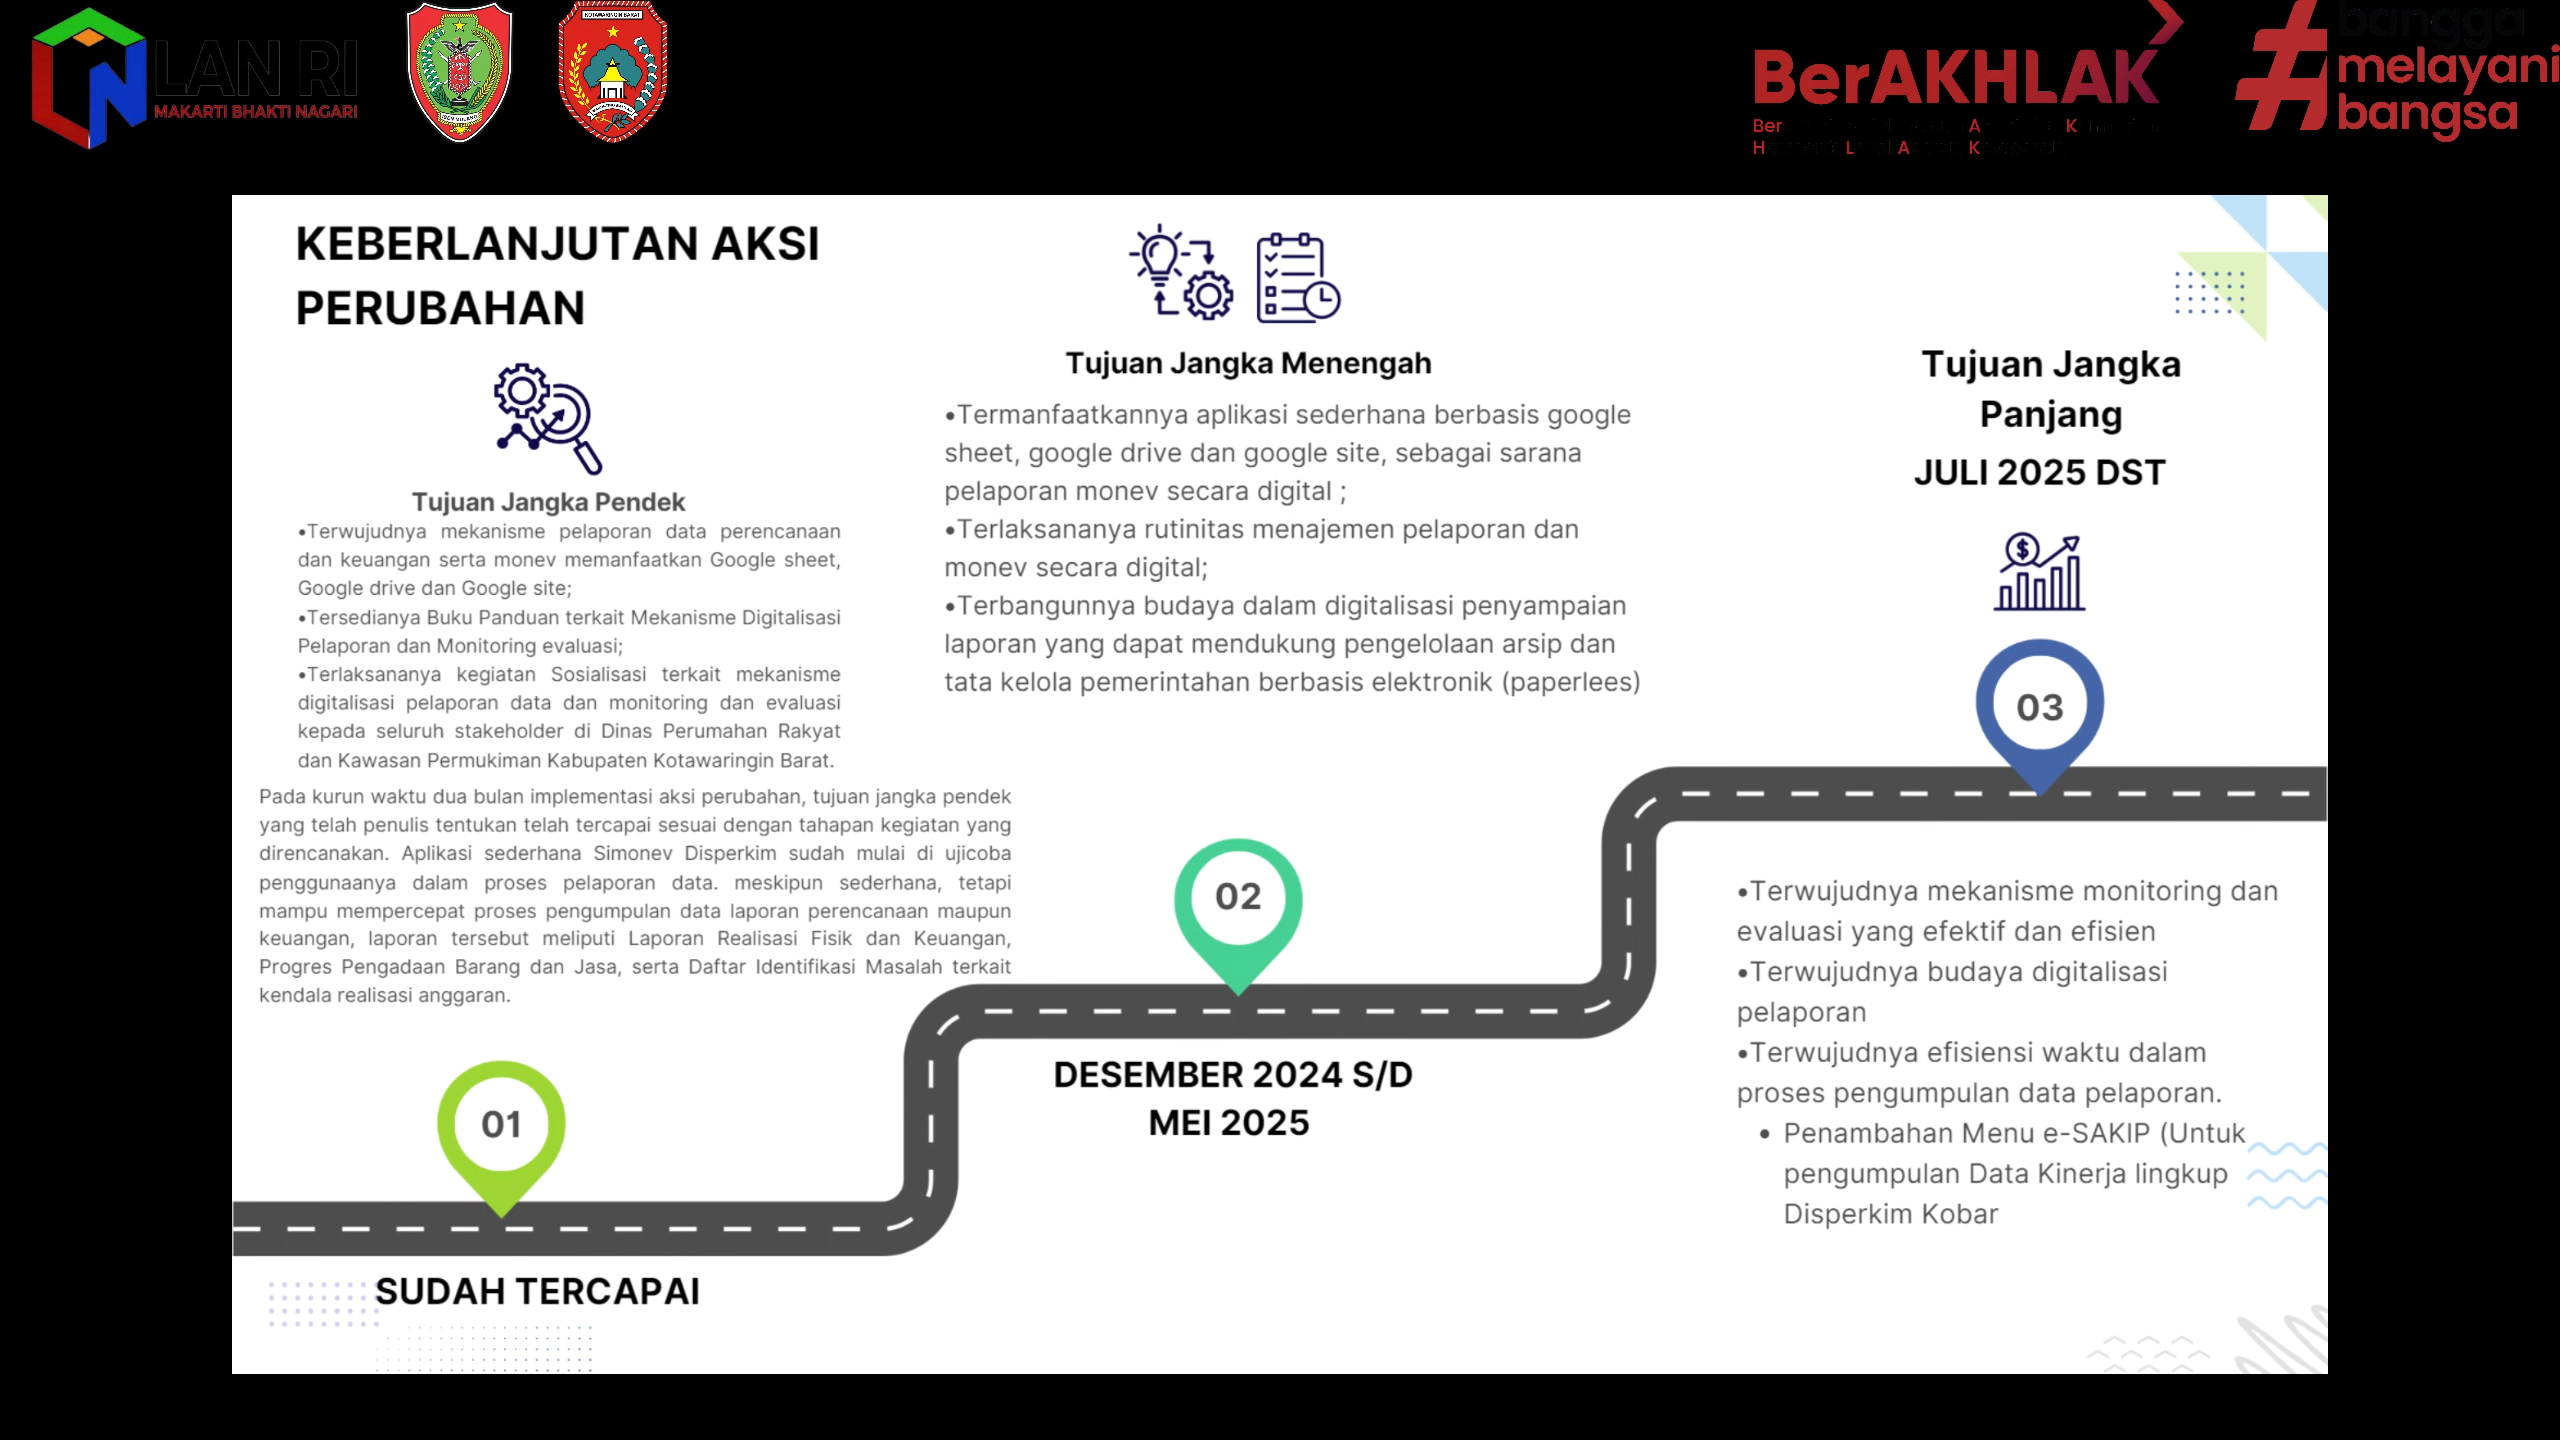 LAN RI
MAKARTI BHAKTI NAGARI
KOTAWARINGIN BARAT
ISEN MULANG
BerAKHLAK
bangga
melayani
bangsa
KEBERLANJUTAN AKSI
PERUBAHAN
Tujuan Jangka Pendek
•Terwujudnya mekanisme pelaporan data perencanaan
dan keuangan serta monev memanfaatkan Google sheet,
Google drive dan Google site;
•Tersedianya Buku Panduan terkait Mekanisme Digitalisasi
Pelaporan dan Monitoring evaluasi;
•Terlaksananya kegiatan Sosialisasi terkait mekanisme
digitalisasi pelaporan data dan monitoring dan evaluasi
kepada seluruh stakeholder di Dinas Perumahan Rakyat
dan Kawasan Permukiman Kabupaten Kotawaringin Barat.
Pada kurun waktu dua bulan implementasi aksi perubahan, tujuan jangka pendek
yang telah penulis tentukan telah tercapai sesuai dengan tahapan kegiatan yang
direncanakan. Aplikasi sederhana Simonev Disperkim sudah mulai di ujicoba
penggunaanya dalam proses pelaporan data. meskipun sederhana, tetapi
mampu mempercepat proses pengumpulan data laporan perencanaan maupun
keuangan, laporan tersebut meliputi Laporan Realisasi Fisik dan Keuangan,
Progres Pengadaan Barang dan Jasa, serta Daftar Identifikasi Masalah terkait
kendala realisasi anggaran.
01
SUDAH TERCAPAI
Tujuan Jangka Menengah
•Termanfaatkannya aplikasi sederhana berbasis google
sheet, google drive dan google site, sebagai sarana
pelaporan monev secara digital ;
•Terlaksananya rutinitas menajemen pelaporan dan
monev secara digital;
•Terbangunnya budaya dalam digitalisasi penyampaian
laporan yang dapat mendukung pengelolaan arsip dan
tata kelola pemerintahan berbasis elektronik (paperlees)
02
DESEMBER 2024 S/D
MEI 2025
Tujuan Jangka
Panjang
JULI 2025 DST
$
03
•Terwujudnya mekanisme monitoring dan
evaluasi yang efektif dan efisien
•Terwujudnya budaya digitalisasi
pelaporan
•Terwujudnya efisiensi waktu dalam
proses pengumpulan data pelaporan.
• Penambahan Menu e-SAKIP (Untuk
pengumpulan Data Kinerja lingkup
Disperkim Kobar